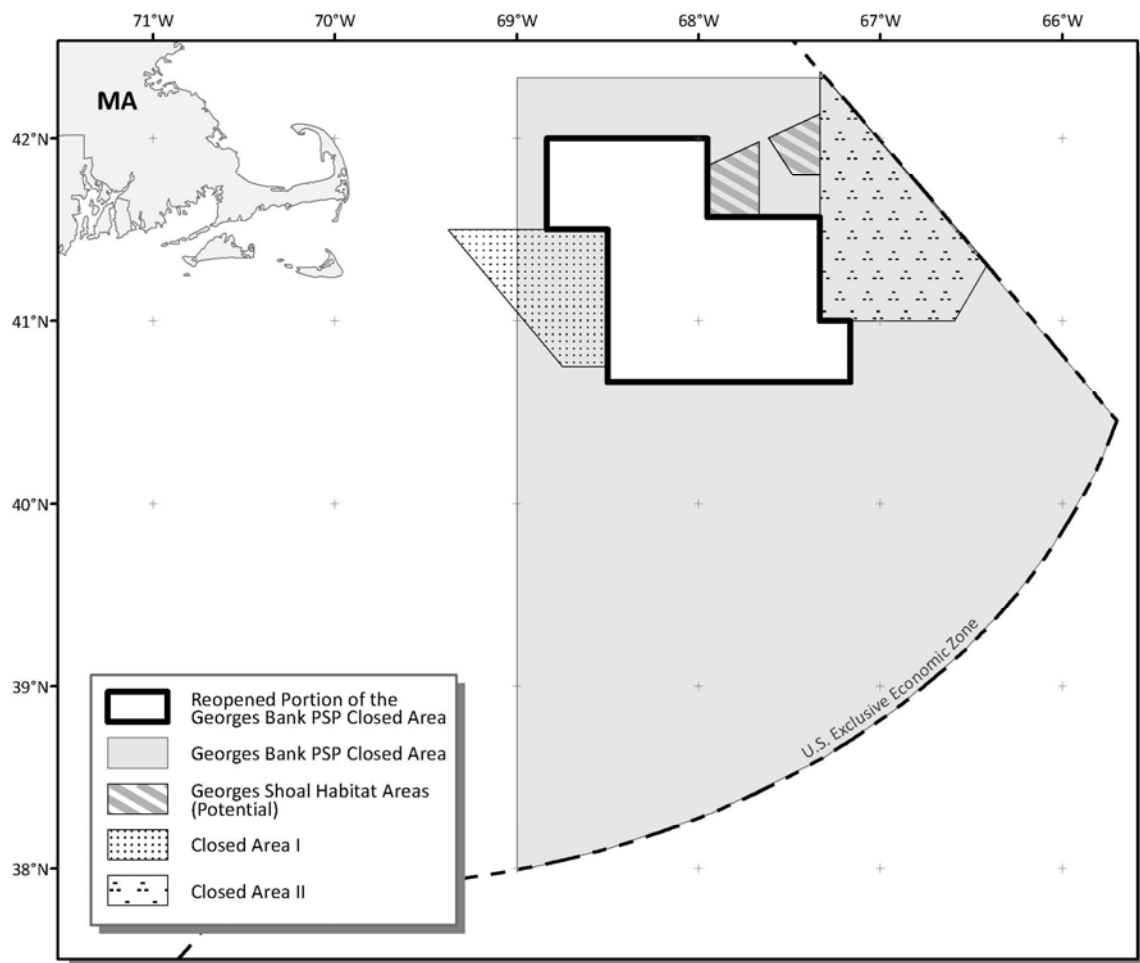 71°W 70°W 69°W 68°W 67°W 66°W
MA
42°N
41°N
40°N
39°N
38°N
U.S. Exclusive Economic Zone
Reopened Portion of the
Georges Bank PSP Closed Area
Georges Bank PSP Closed Area
Georges Shoal Habitat Areas
(Potential)
Closed Area I
Closed Area II